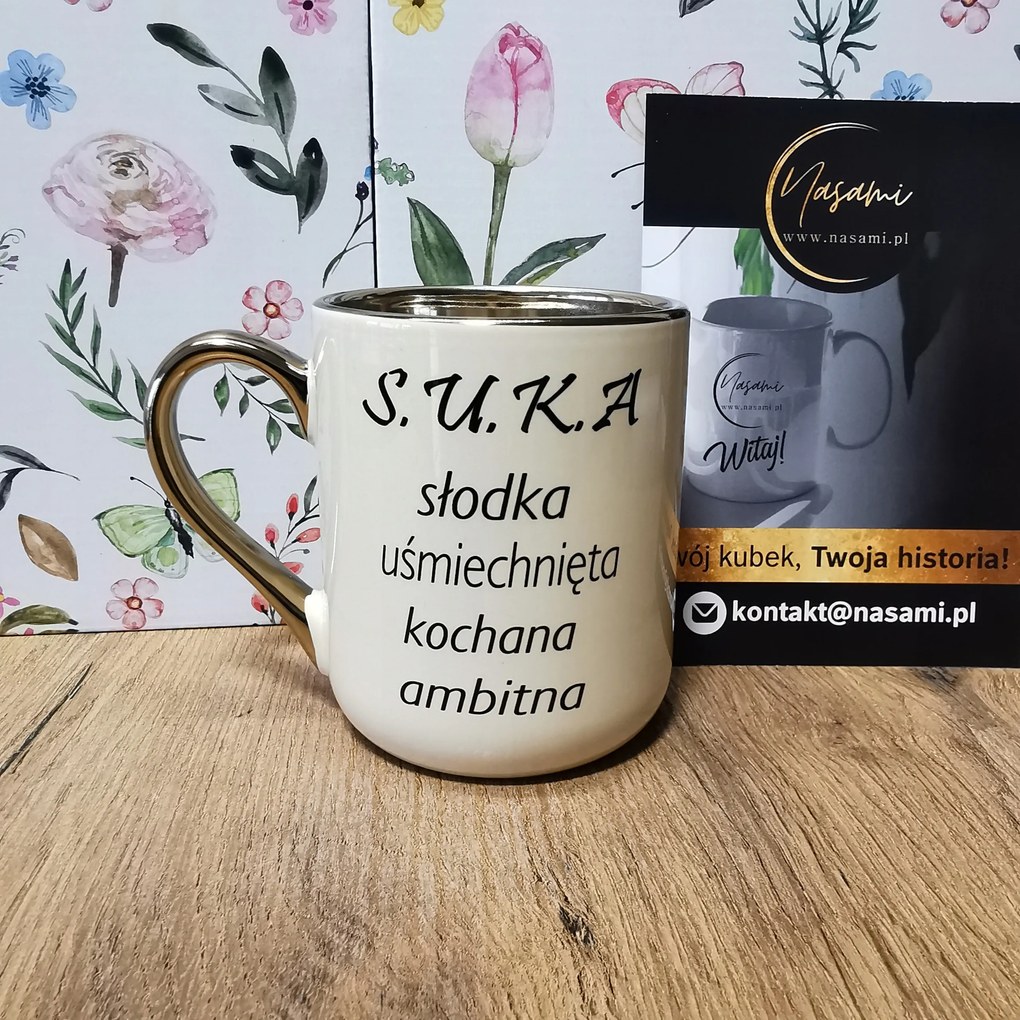 S.U.K.A
słodka
uśmiechnięta
kochana
ambitna
Nasami
www.nasami.pl
Nasami
www.nasami.pl
Witaj!
wój kubek, Twoja historia!
kontakt@nasami.pl